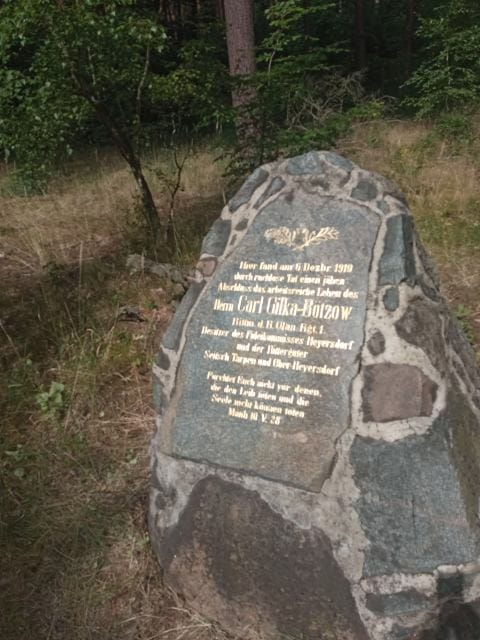 Hier fand am 6 Dezbr 1919
durch ruchlose Tat einen jähen
Abschluss das arbeitsreiche Leben des
Herrn Carl Gilka-Bötzow
Rittm. d. R. Ulan. Rgt. 1.
Besitzer des Fideikommisses Heyersdorf
und der Rittergüter
Setisch Tarpen und Ober-Heyersdorf
Fürchtet Euch nicht vor denen,
die den Leib töten und die
Seele nicht können töten
Math 10 V. 28